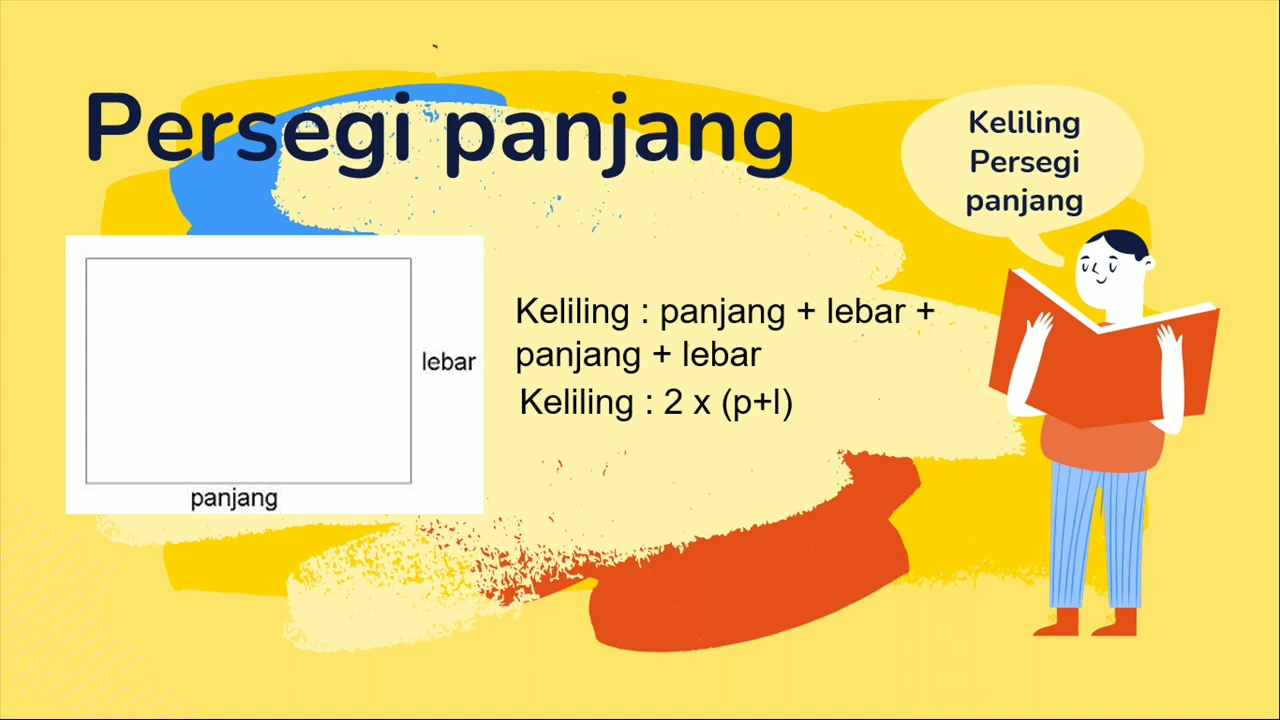 Persegi panjang
Keliling
Persegi
panjang
lebar
panjang
Keliling : panjang + lebar +
panjang + lebar
Keliling : 2 x (p+l)